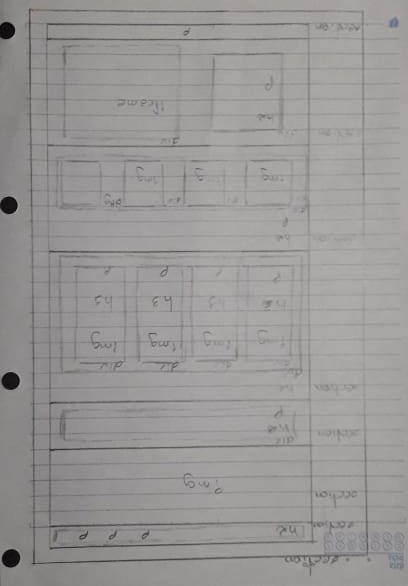 section
section h2 p p p
section
img
section
div
h2
p
section h2
div
div div div div
img img img img
h3 h3 h3 h3
p p p p
section h2
p
div div div
img img img
section div div
h2
iframe
p
section p